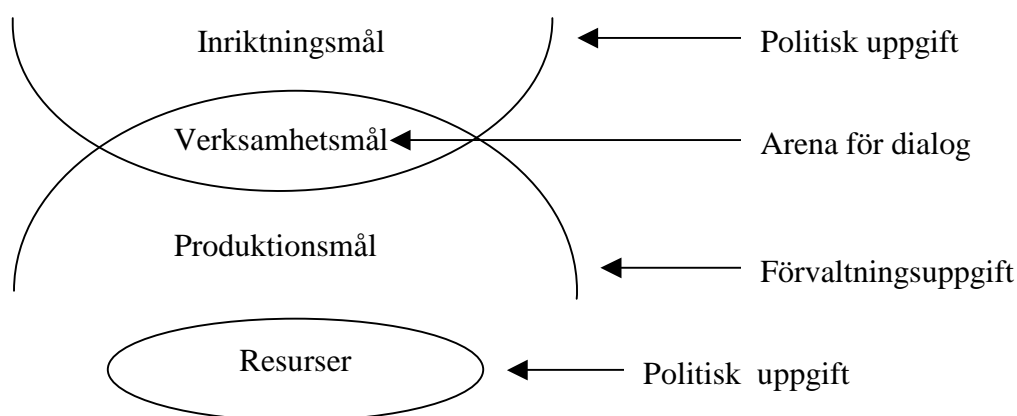 Inriktningsmål
Politisk uppgift
Verksamhetsmål
Arena för dialog
Produktionsmål
Förvaltningsuppgift
Resurser
Politisk uppgift